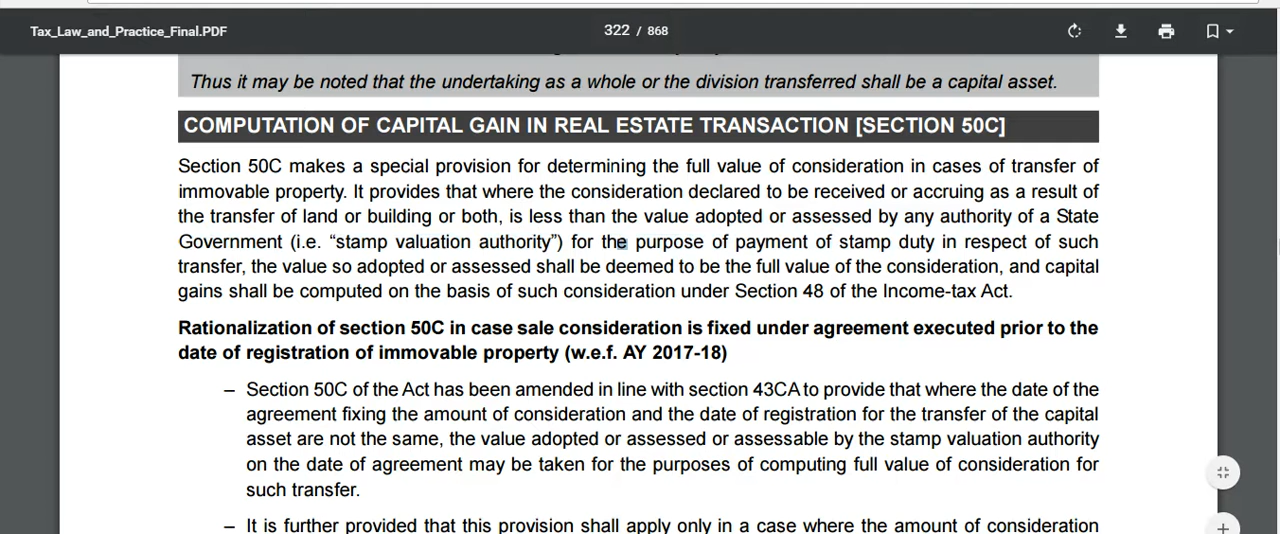 Tax_Law_and_Practice_Final.PDF
322 / 868
Thus it may be noted that the undertaking as a whole or the division transferred shall be a capital asset.
COMPUTATION OF CAPITAL GAIN IN REAL ESTATE TRANSACTION [SECTION 50C]
Section 50C makes a special provision for determining the full value of consideration in cases of transfer of
immovable property. It provides that where the consideration declared to be received or accruing as a result of
the transfer of land or building or both, is less than the value adopted or assessed by any authority of a State
Government (i.e. “stamp valuation authority”) for the purpose of payment of stamp duty in respect of such
transfer, the value so adopted or assessed shall be deemed to be the full value of the consideration, and capital
gains shall be computed on the basis of such consideration under Section 48 of the Income-tax Act.
Rationalization of section 50C in case sale consideration is fixed under agreement executed prior to the
date of registration of immovable property (w.e.f. AY 2017-18)
– Section 50C of the Act has been amended in line with section 43CA to provide that where the date of the
agreement fixing the amount of consideration and the date of registration for the transfer of the capital
asset are not the same, the value adopted or assessed or assessable by the stamp valuation authority
on the date of agreement may be taken for the purposes of computing full value of consideration for
such transfer.
– It is further provided that this provision shall apply only in a case where the amount of consideration